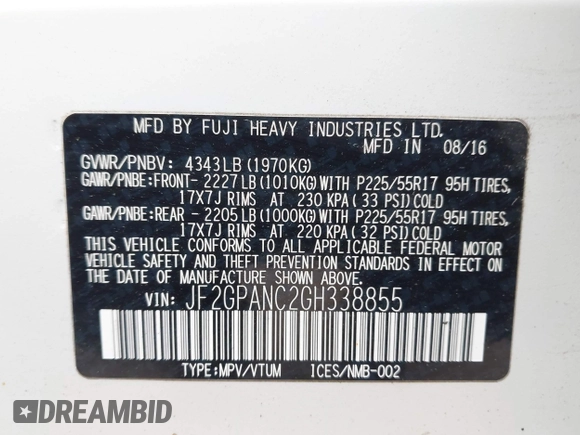 MFD BY FUJI HEAVY INDUSTRIES LTD.
MFD IN 08/16
GVWR/PNBV: 4343LB (1970KG)
GAWR/PNBE:FRONT- 2227LB (1010KG) WITH P225/55R17 95H TIRES,
17X7J RIMS AT 230 KPA ( 33 PSI) COLD
GAWR/PNBE:REAR - 2205LB (1000KG) WITH P225/55R17 95H TIRES,
17X7J RIMS AT 220 KPA ( 32 PSI) COLD
THIS VEHICLE CONFORMS TO ALL APPLICABLE FEDERAL MOTOR
VEHICLE SAFETY AND THEFT PREVENTION STANDARDS IN EFFECT
ON THE DATE OF MANUFACTURE SHOWN ABOVE.
VIN: JF2GPANC2GH338855
TYPE:MPV/VTUM ICES/NMB-002
DREAMBID